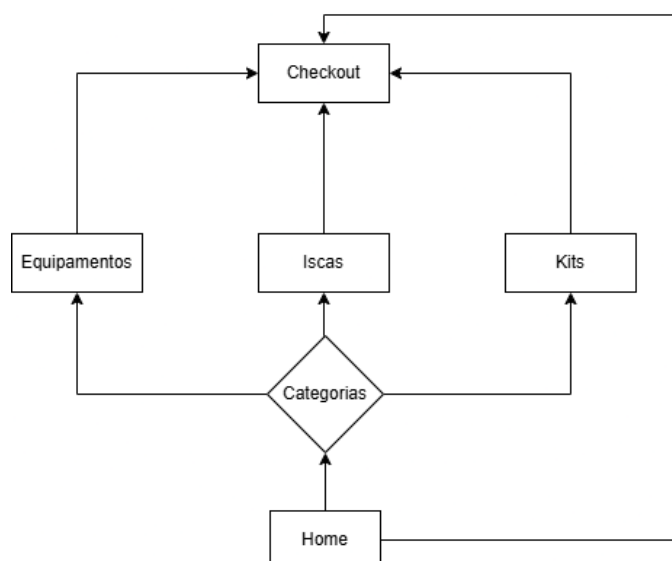 Checkout
Equipamentos
Iscas
Kits
Categorias
Home